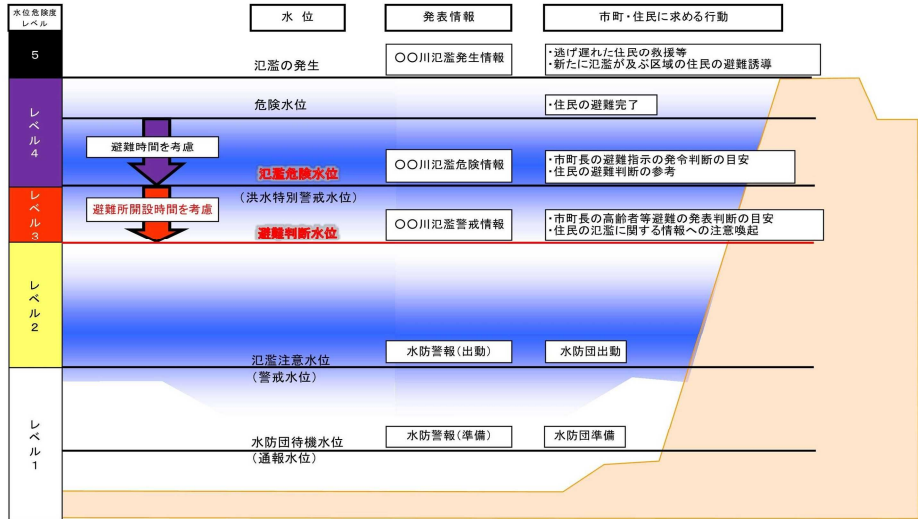 水位危険度
レベル
水 位
発表情報
市町・住民に求める行動
5
氾濫の発生
〇〇川氾濫発生情報
・逃げ遅れた住民の救援等
・新たに氾濫が及ぶ区域の住民の避難誘導
レベル4
危険水位
・住民の避難完了
避難時間を考慮
氾濫危険水位
(洪水特別警戒水位)
〇〇川氾濫危険情報
・市町長の避難指示の発令判断の目安
・住民の避難判断の参考
レベル3
避難所開設時間を考慮
避難判断水位
〇〇川氾濫警戒情報
・市町長の高齢者等避難の発表判断の目安
・住民の氾濫に関する情報への注意喚起
レベル2
氾濫注意水位
(警戒水位)
水防警報(出動)
水防団出動
レベル1
水防団待機水位
(通報水位)
水防警報(準備)
水防団準備